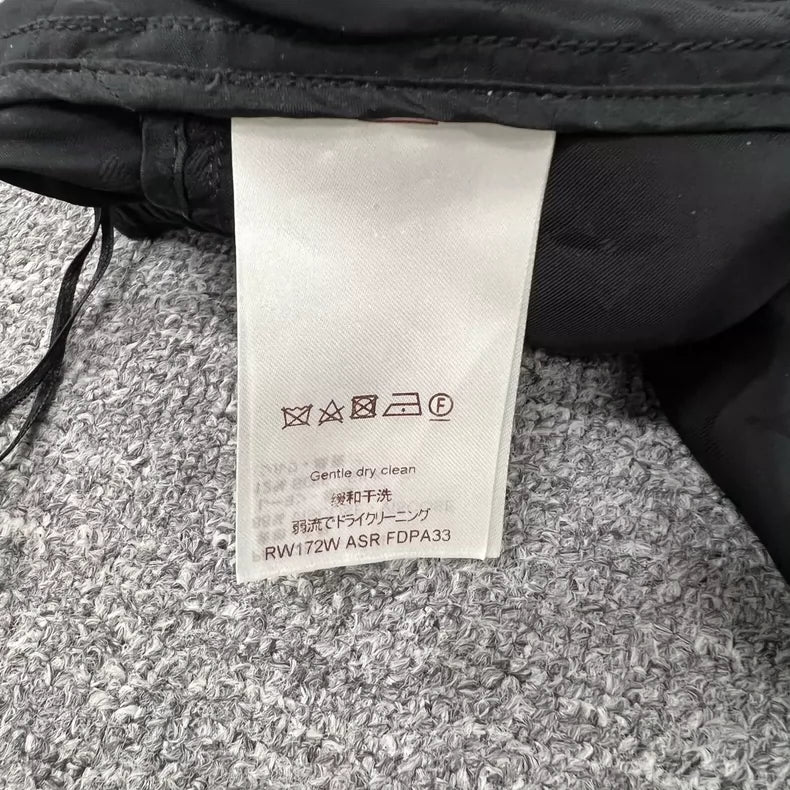 F
Gentle dry clean
缓和干洗
弱流でドライクリーニング
RW172W ASR FDPA33